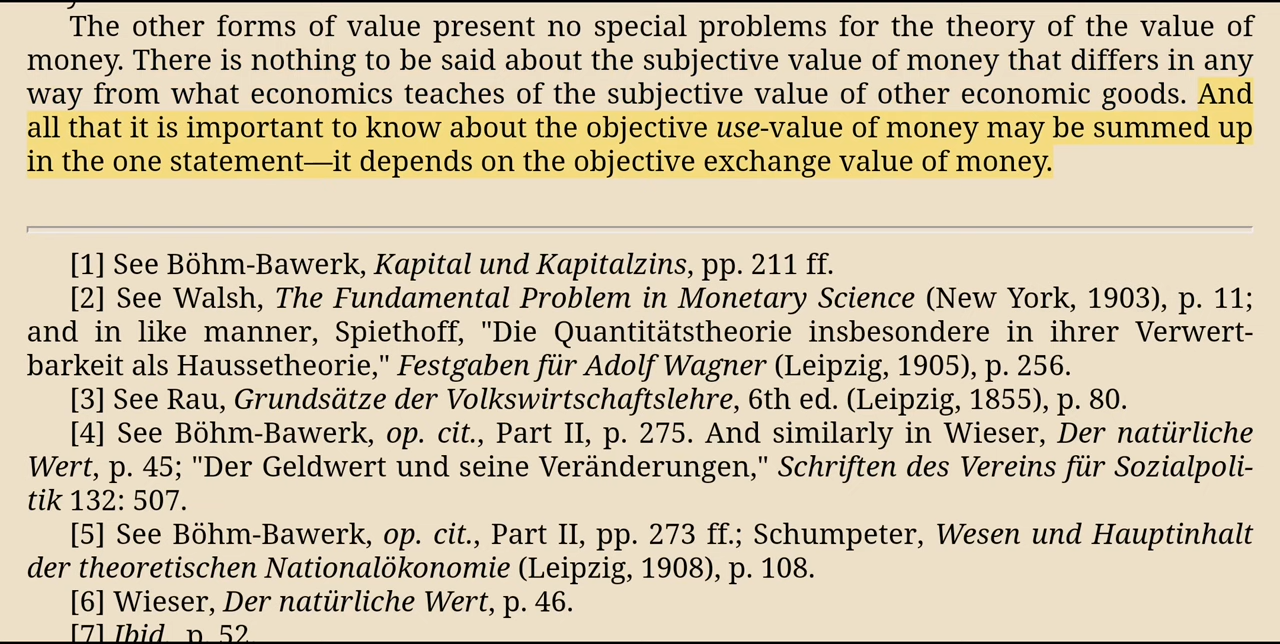 The other forms of value present no special problems for the theory of the value of
money. There is nothing to be said about the subjective value of money that differs in any
way from what economics teaches of the subjective value of other economic goods. And
all that it is important to know about the objective use-value of money may be summed up
in the one statement—it depends on the objective exchange value of money.
[1] See Böhm-Bawerk, Kapital und Kapitalzins, pp. 211 ff.
[2] See Walsh, The Fundamental Problem in Monetary Science (New York, 1903), p. 11;
and in like manner, Spiethoff, "Die Quantitätstheorie insbesondere in ihrer Verwert-
barkeit als Haussetheorie," Festgaben für Adolf Wagner (Leipzig, 1905), p. 256.
[3] See Rau, Grundsätze der Volkswirtschaftslehre, 6th ed. (Leipzig, 1855), p. 80.
[4] See Böhm-Bawerk, op. cit., Part II, p. 275. And similarly in Wieser, Der natürliche
Wert, p. 45; "Der Geldwert und seine Veränderungen," Schriften des Vereins für Sozialpoli-
tik 132: 507.
[5] See Böhm-Bawerk, op. cit., Part II, pp. 273 ff.; Schumpeter, Wesen und Hauptinhalt
der theoretischen Nationalökonomie (Leipzig, 1908), p. 108.
[6] Wieser, Der natürliche Wert, p. 46.
[7] Ibid., p. 52.